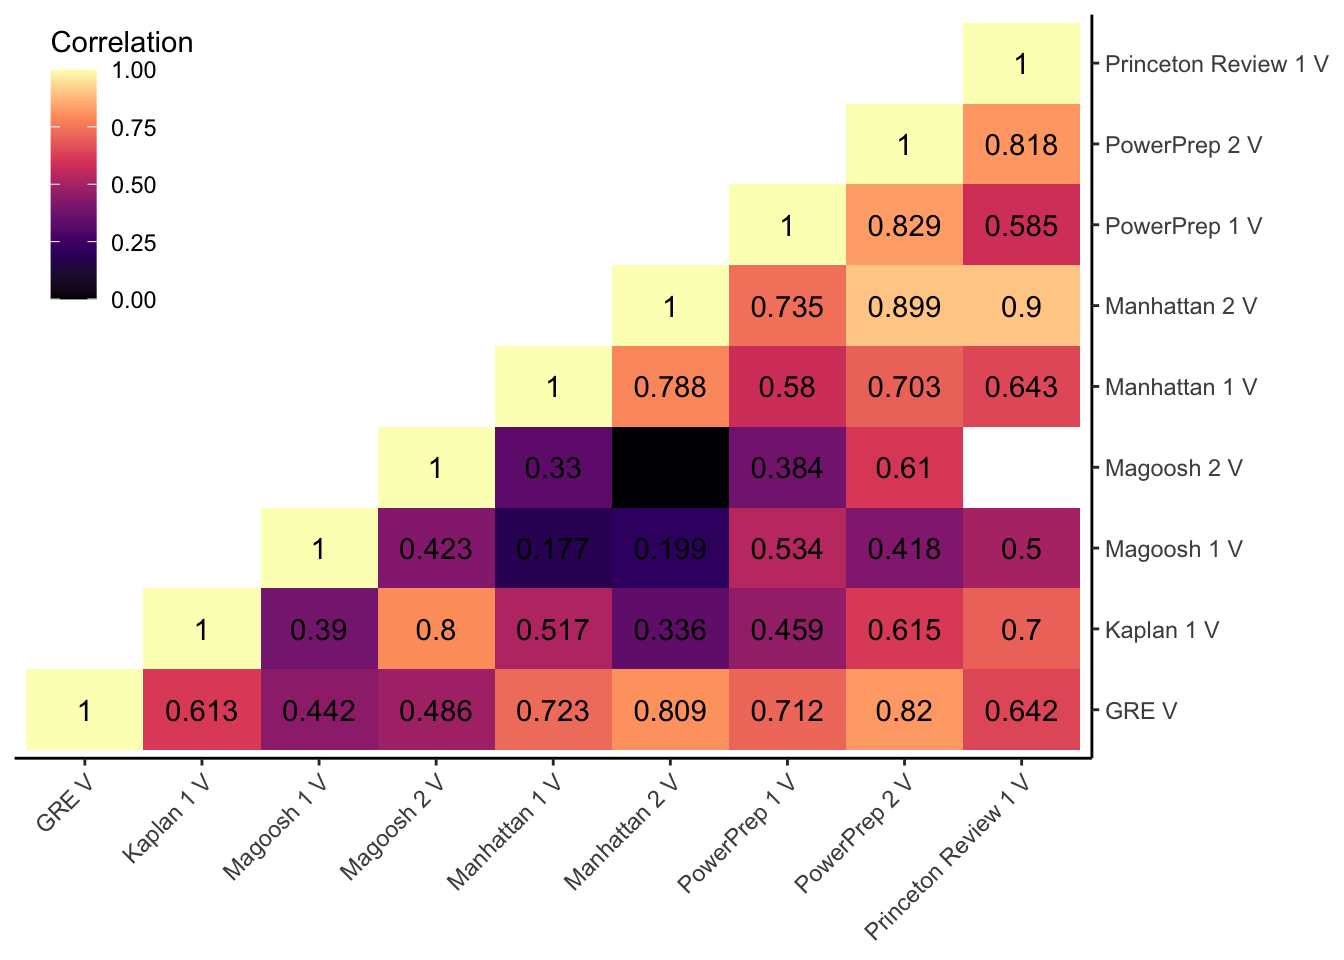 Correlation
1.00
0.75
0.50
0.25
0.00
1 Princeton Review 1 V
1 0.818 PowerPrep 2 V
1 0.829 0.585 PowerPrep 1 V
1 0.735 0.899 0.9 Manhattan 2 V
1 0.788 0.58 0.703 0.643 Manhattan 1 V
1 0.33 0.384 0.61 Magoosh 2 V
1 0.423 0.177 0.199 0.534 0.418 0.5 Magoosh 1 V
1 0.39 0.8 0.517 0.336 0.459 0.615 0.7 Kaplan 1 V
1 0.613 0.442 0.486 0.723 0.809 0.712 0.82 0.642 GRE V
GRE V
Kaplan 1 V
Magoosh 1 V
Magoosh 2 V
Manhattan 1 V
Manhattan 2 V
PowerPrep 1 V
PowerPrep 2 V
Princeton Review 1 V